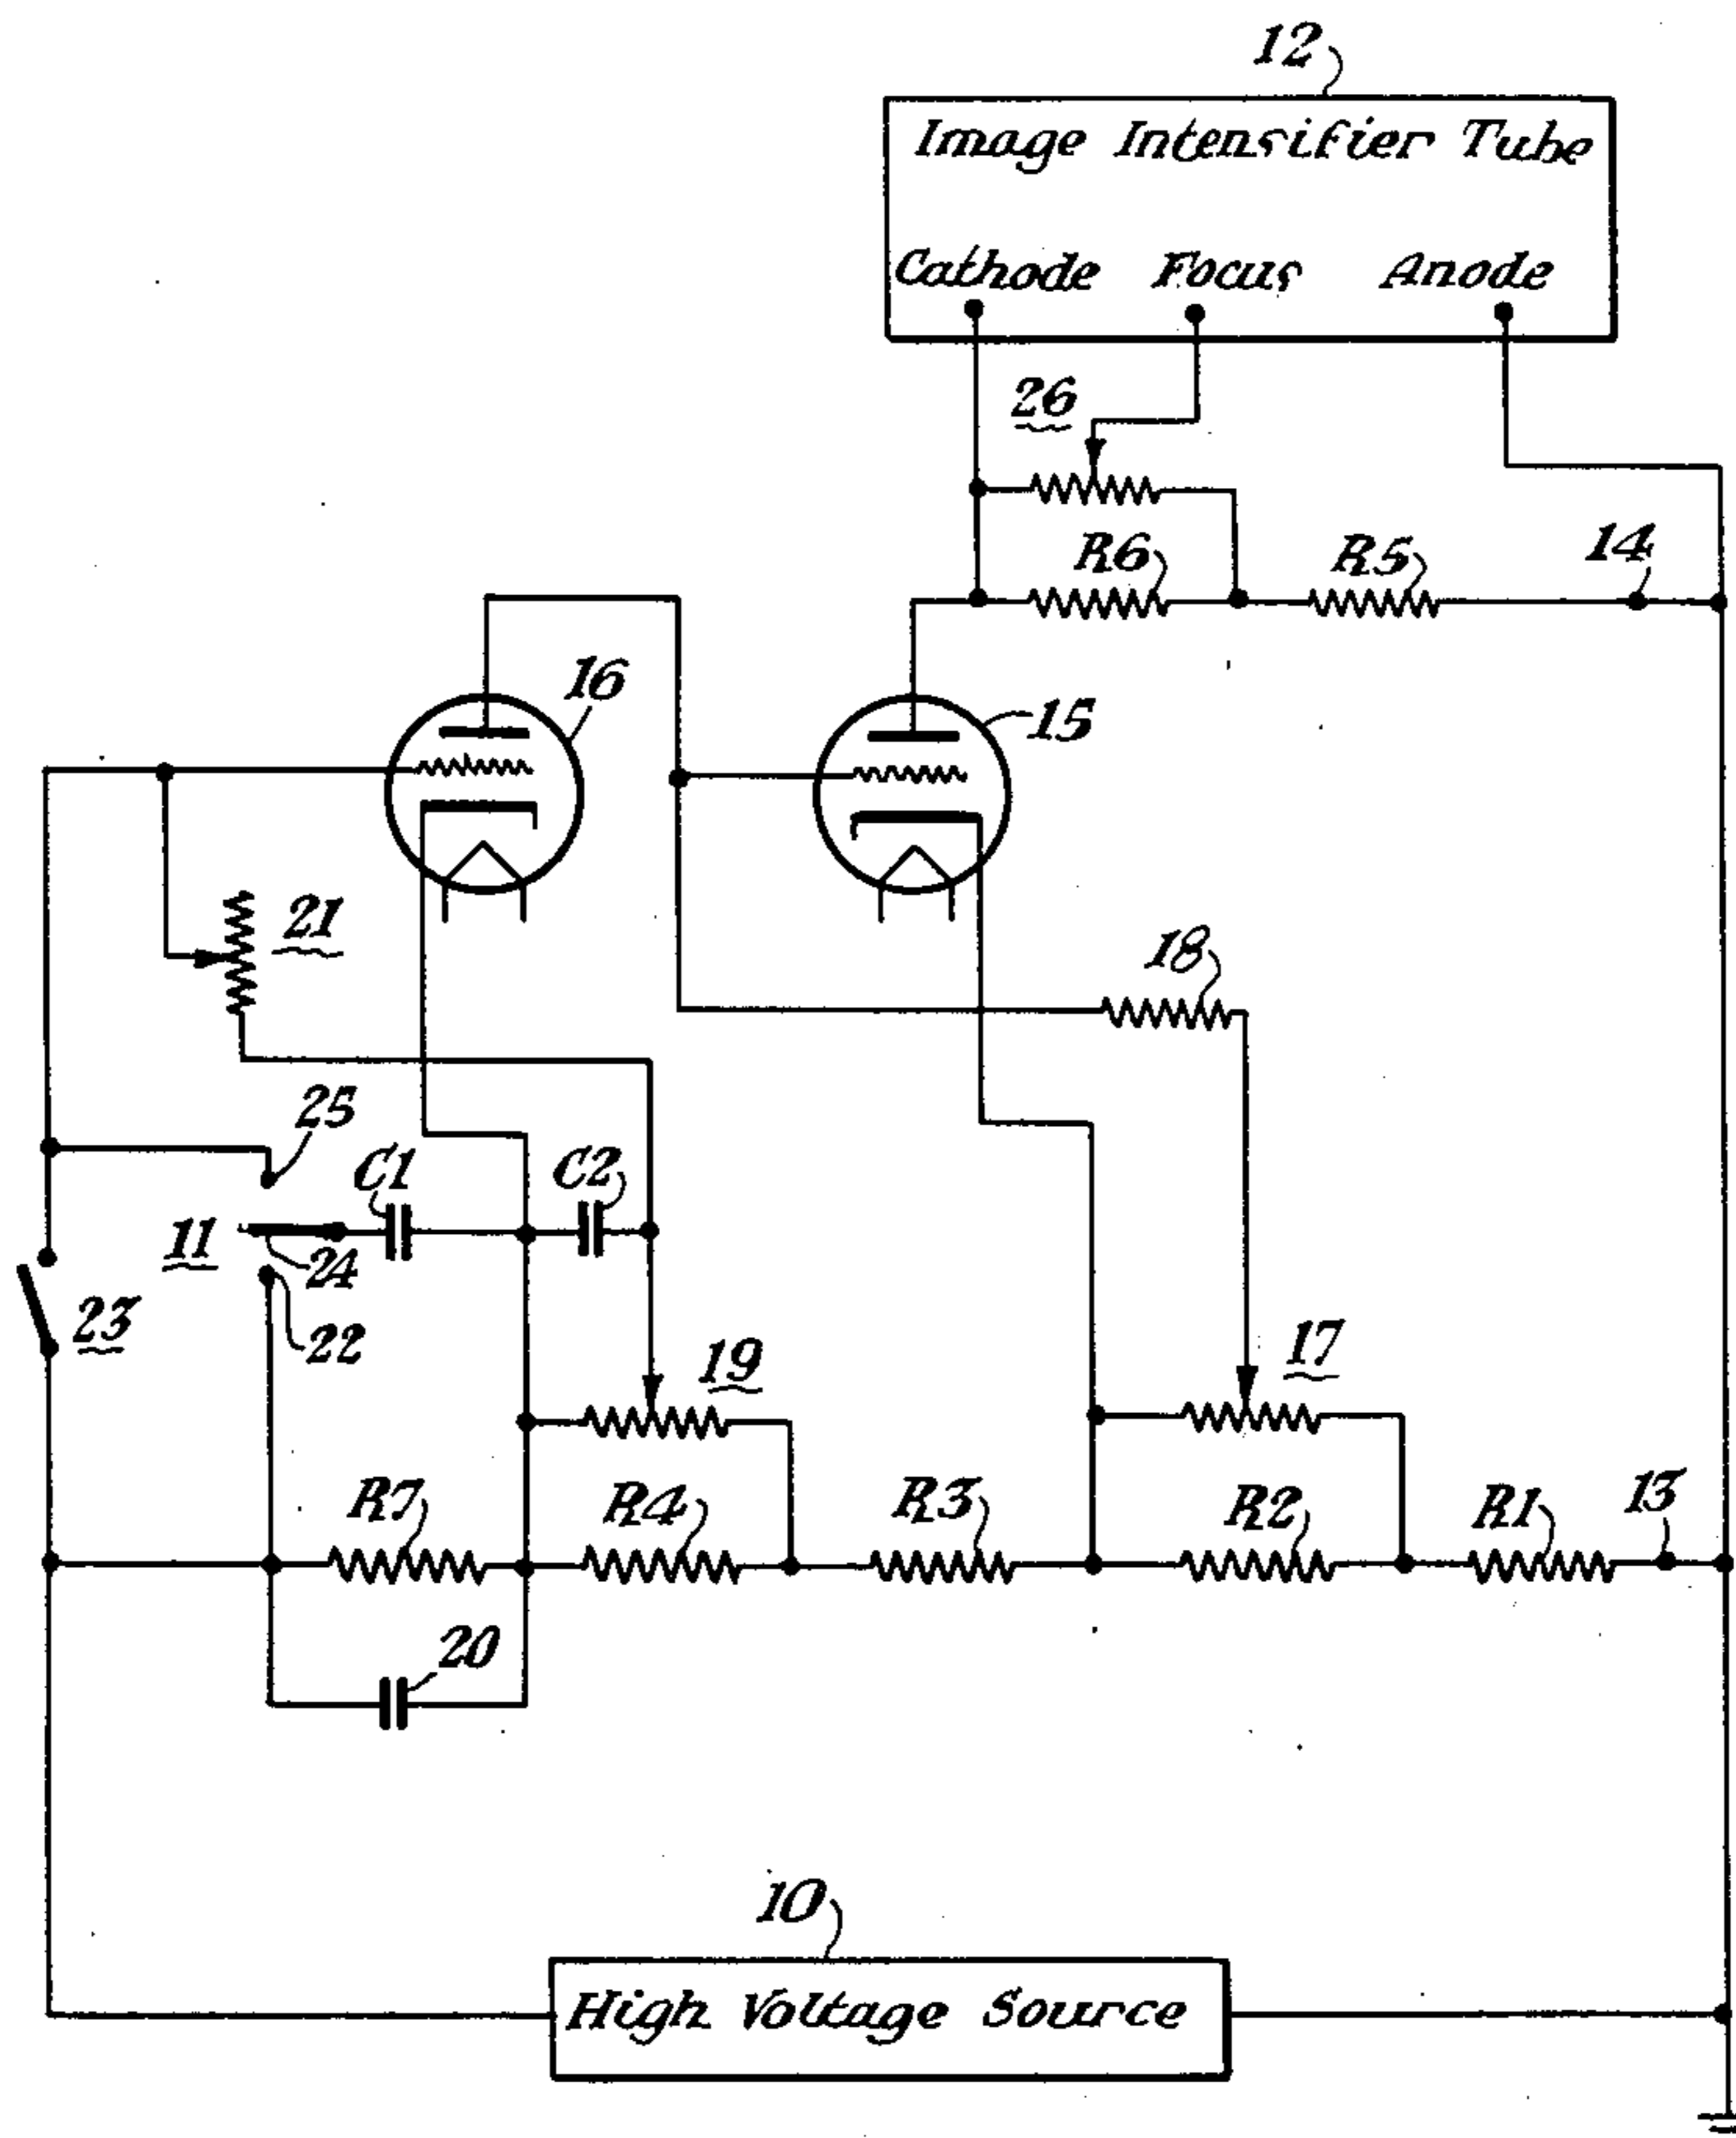 12
Image Intensifier Tube
Cathode Focus Anode
26
R6 R5 14
16 15
21
18
25
C1 C2
11 24
23 22
19 17
R7 R4 R3 R2 R1 13
20
10
High Voltage Source